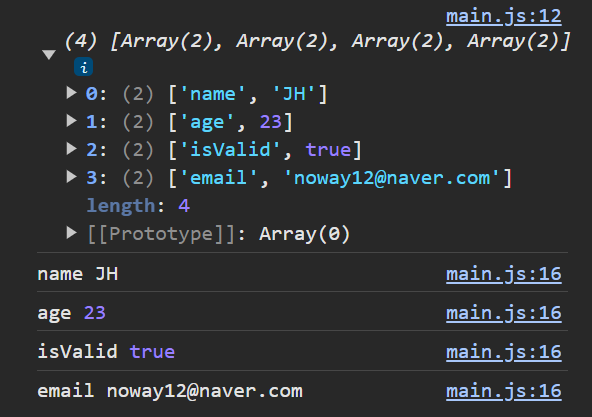 main.js:12
(4) [Array(2), Array(2), Array(2), Array(2)]
i
0: (2) ['name', 'JH']
1: (2) ['age', 23]
2: (2) ['isValid', true]
3: (2) ['email', 'noway12@naver.com']
length: 4
[[Prototype]]: Array(0)
name JH main.js:16
age 23 main.js:16
isValid true main.js:16
email noway12@naver.com main.js:16